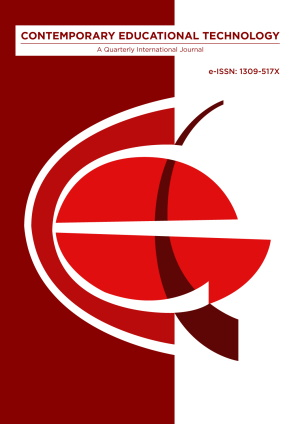 CONTEMPORARY EDUCATIONAL TECHNOLOGY
A Quarterly International Journal
e-ISSN: 1309-517X